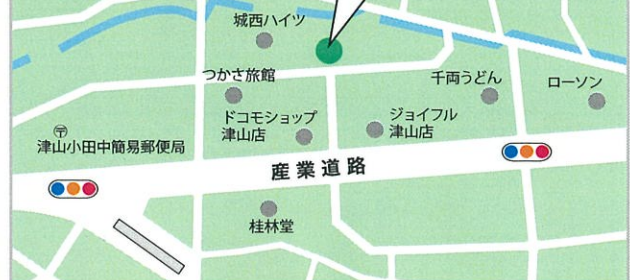 城西ハイツ
つかさ旅館
千両うどん
ローソン
ドコモショップ
津山店
ジョイフル
津山店
〶
津山小田中簡易郵便局
産業道路
桂林堂